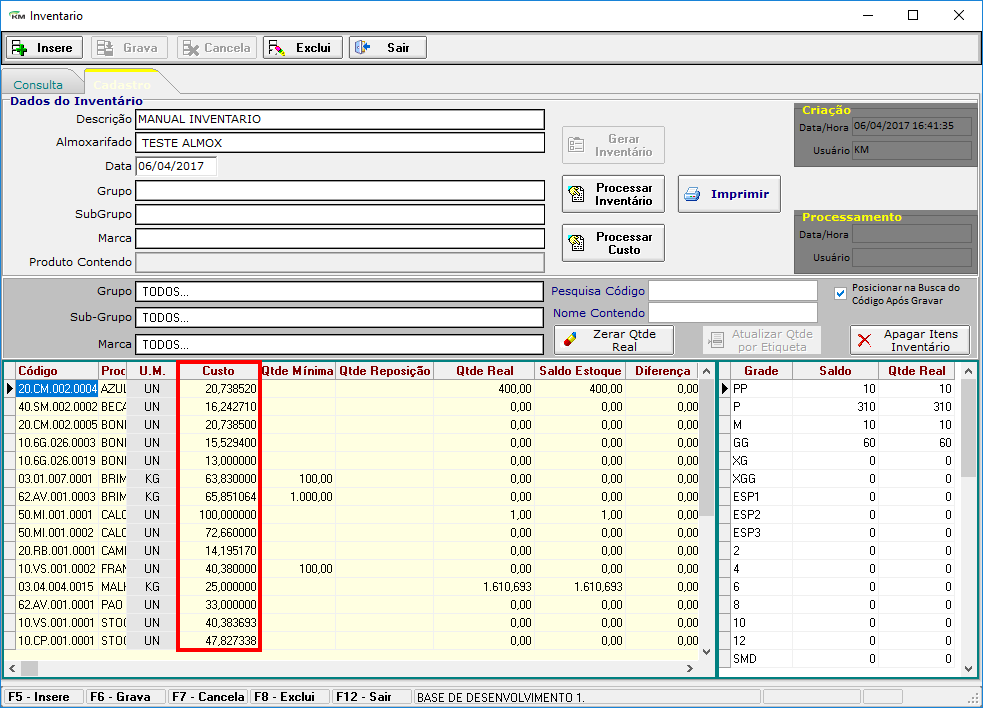 KM Inventario
Insere Grava Cancela Exclui Sair
Consulta Cadastro
Dados do Inventário
Descrição MANUAL INVENTARIO
Almoxarifado TESTE ALMOX
Data 06/04/2017
Grupo
SubGrupo
Marca
Produto Contendo
Gerar
Inventário
Processar
Inventário
Imprimir
Processar
Custo
Criação
Data/Hora 06/04/2017 16:41:35
Usuário KM
Processamento
Data/Hora
Usuário
Grupo TODOS...
Sub-Grupo TODOS...
Marca TODOS...
Pesquisa Código
Nome Contendo
Posicionar na Busca do
Código Após Gravar
Zerar Qtde
Real
Atualizar Qtde
por Etiqueta
Apagar Itens
Inventário
Código Proc U.M. Custo Qtde Mínima Qtde Reposição Qtde Real Saldo Estoque Diferença
20.CM.002.0004 AZUL UN 20,738520 400,00 400,00 0,00
40.SM.002.0002 BECA UN 16,242710 0,00 0,00 0,00
20.CM.002.0005 BONI UN 20,738500 0,00 0,00 0,00
10.6G.026.0003 BONI UN 15,529400 0,00 0,00 0,00
10.6G.026.0019 BONI UN 13,000000 0,00 0,00 0,00
03.01.007.0001 BRIM KG 63,830000 100,00 0,00 0,00 0,00
62.AV.001.0003 BRIM KG 65,851064 1.000,00 0,00 0,00 0,00
50.MI.001.0001 CALC UN 100,000000 1,00 1,00 0,00
50.MI.001.0002 CALC UN 72,660000 0,00 0,00 0,00
20.RB.001.0001 CAMI UN 14,195170 0,00 0,00 0,00
10.VS.001.0002 FRAN UN 40,380000 100,00 0,00 0,00 0,00
03.04.004.0015 MALH KG 25,000000 1.610,693 1.610,693 0,00
62.AV.001.0001 PAO UN 33,000000 0,00 0,00 0,00
10.VS.001.0001 STOC UN 40,383693 0,00 0,00 0,00
10.CP.001.0001 STOC UN 47,827338 0,00 0,00 0,00
Grade Saldo Qtde Real
PP 10 10
P 310 310
M 10 10
GG 60 60
XG 0 0
XGG 0 0
ESP1 0 0
ESP2 0 0
ESP3 0 0
2 0 0
4 0 0
6 0 0
8 0 0
10 0 0
12 0 0
SMD 0 0
F5 - Insere F6 - Grava F7 - Cancela F8 - Exclui F12 - Sair BASE DE DESENVOLVIMENTO 1.